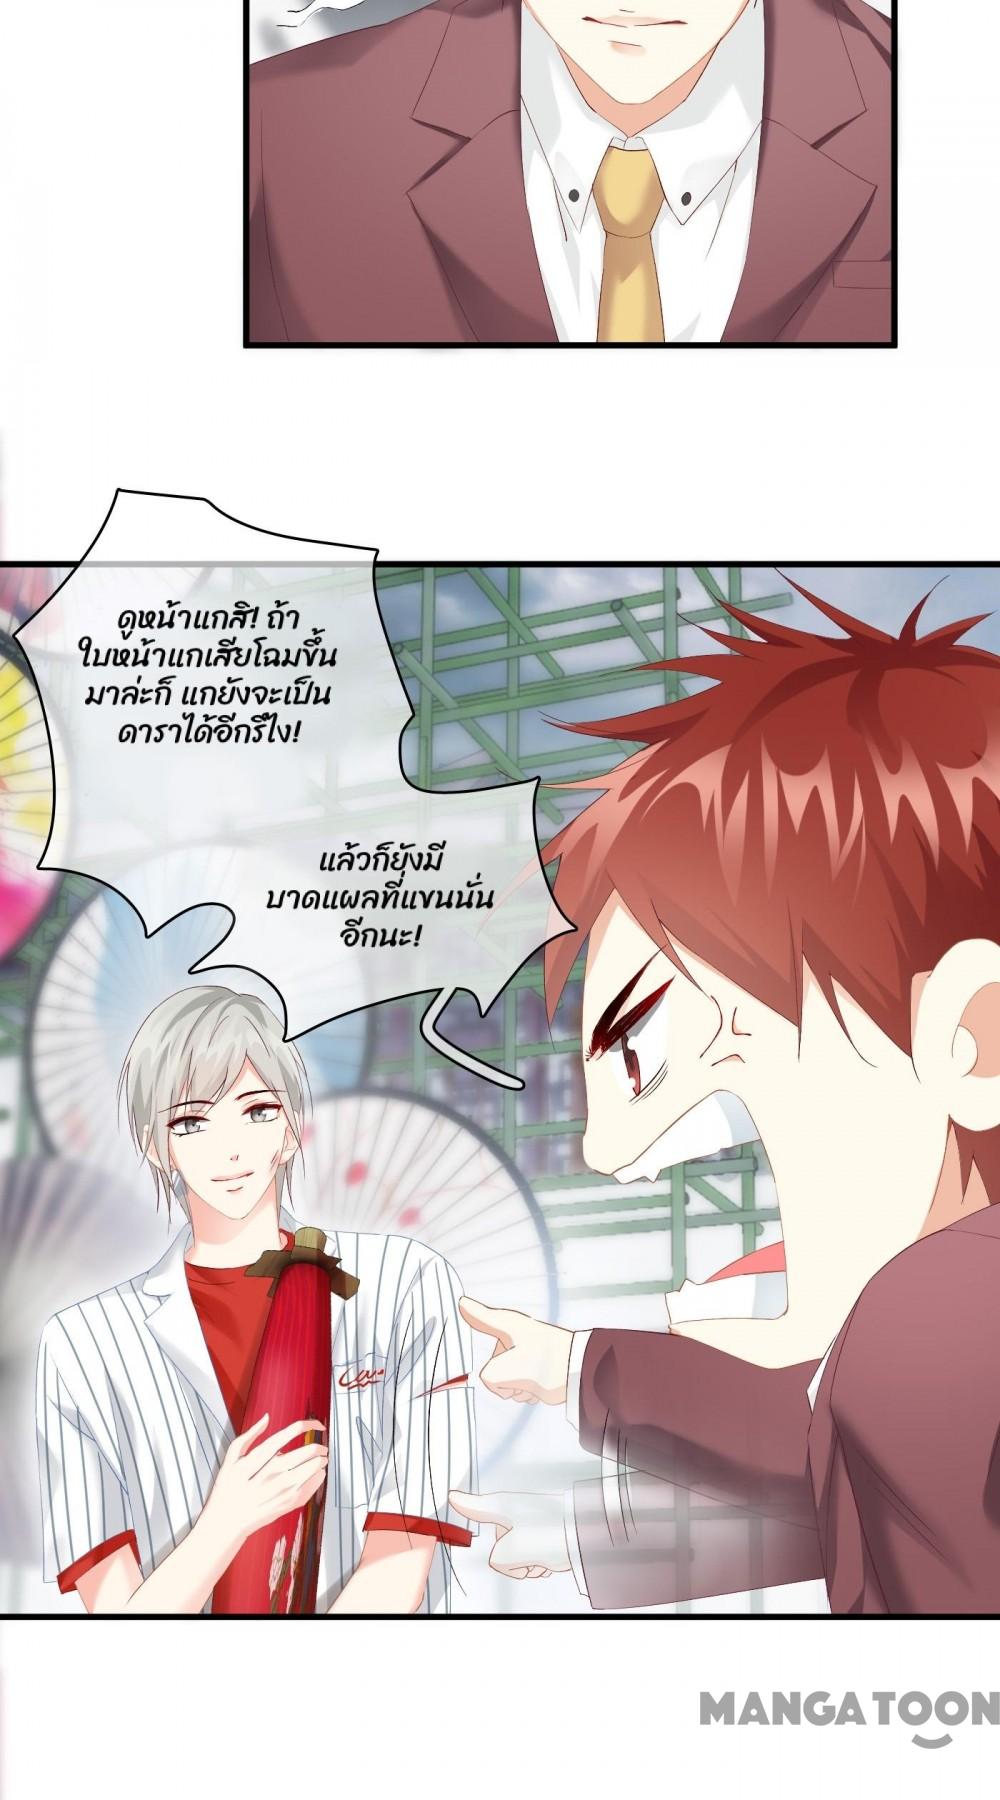 ดูหน้าแกสิ! ถ้า
ใบหน้าแกเสียโฉมขึ้น
มาล่ะก็ แกยังจะเป็น
ดาราได้อีกรึไง!
แล้วก็ยังมี
บาดแผลที่แขนนั่น
อีกนะ!
MANGATOON